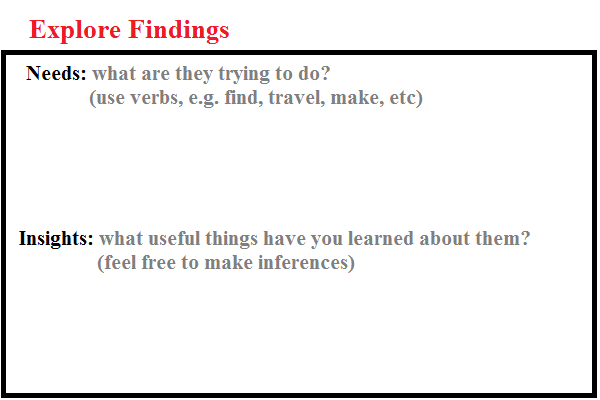 Explore Findings
Needs: what are they trying to do?
(use verbs, e.g. find, travel, make, etc)
Insights: what useful things have you learned about them?
(feel free to make inferences)